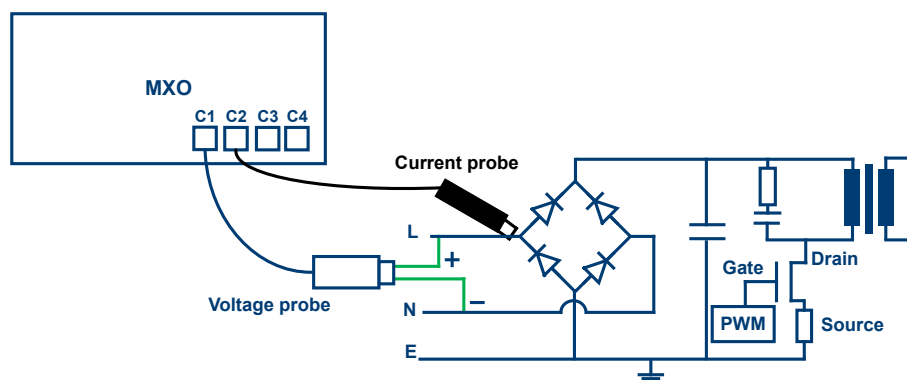 MXO
C1 C2 C3 C4
Current probe
L
+
Voltage probe
−
N
E
Gate
Drain
PWM
Source